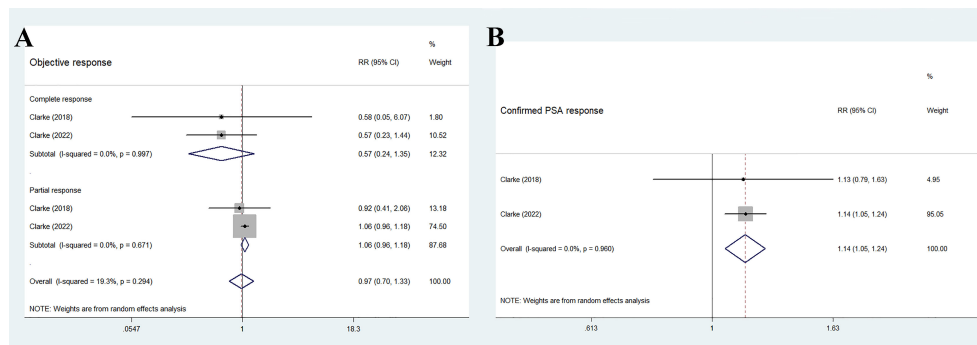 A
%
Objective response RR (95% CI) Weight
Complete response
Clarke (2018) 0.58 (0.05, 6.07) 1.80
Clarke (2022) 0.57 (0.23, 1.44) 10.52
Subtotal (I-squared = 0.0%, p = 0.997) 0.57 (0.24, 1.35) 12.32
.
Partial response
Clarke (2018) 0.92 (0.41, 2.06) 13.18
Clarke (2022) 1.06 (0.96, 1.18) 74.50
Subtotal (I-squared = 0.0%, p = 0.671) 1.06 (0.96, 1.18) 87.68
.
Overall (I-squared = 19.3%, p = 0.294) 0.97 (0.70, 1.33) 100.00
NOTE: Weights are from random effects analysis
.0547 1 18.3
B
%
Confirmed PSA response RR (95% CI) Weight
Clarke (2018) 1.13 (0.79, 1.63) 4.95
Clarke (2022) 1.14 (1.05, 1.24) 95.05
Overall (I-squared = 0.0%, p = 0.960) 1.14 (1.05, 1.24) 100.00
NOTE: Weights are from random effects analysis
.613 1 1.63